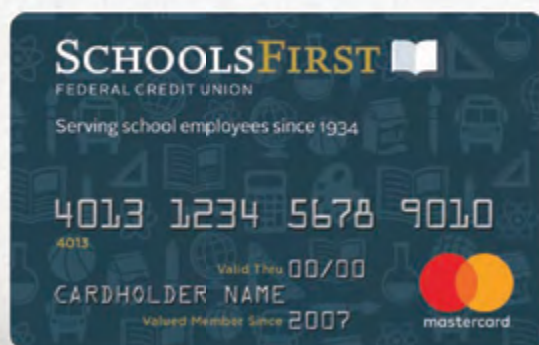 SCHOOLSFIRST
FEDERAL CREDIT UNION
Serving school employees since 1934
4013 1234 5678 9010
4013
Valid Thru 00/00
CARDHOLDER NAME
Valued Member Since 2007
mastercard